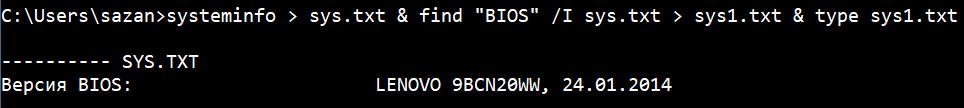 C:\Users\sazan>systeminfo > sys.txt & find "BIOS" /I sys.txt > sys1.txt & type sys1.txt
---------- SYS.TXT
Версия BIOS: LENOVO 9BCN20WW, 24.01.2014